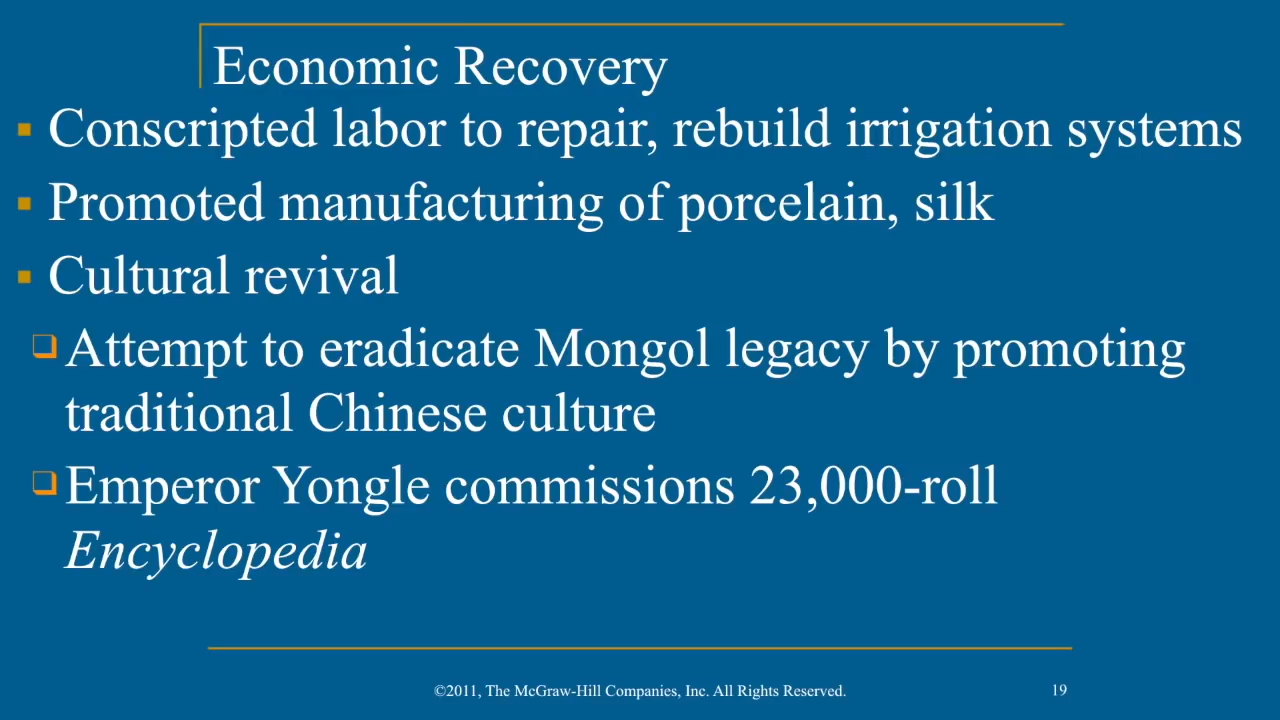 Economic Recovery
Conscripted labor to repair, rebuild irrigation systems
Promoted manufacturing of porcelain, silk
Cultural revival
Attempt to eradicate Mongol legacy by promoting
traditional Chinese culture
Emperor Yongle commissions 23,000-roll
Encyclopedia
©2011, The McGraw-Hill Companies, Inc. All Rights Reserved.
19